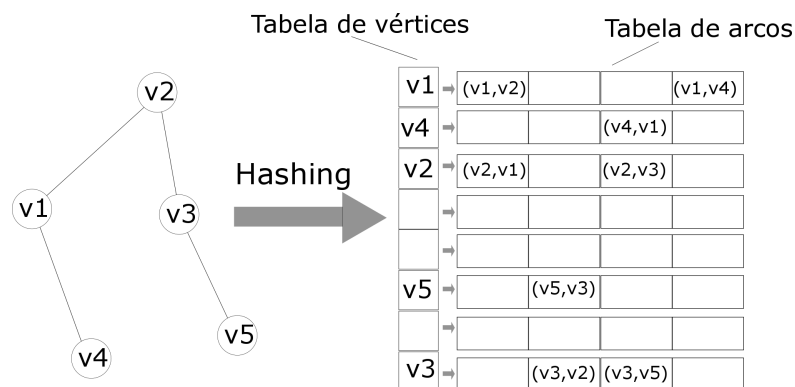 Tabela de vértices
Tabela de arcos
v2
v1
v3
v4
v5
Hashing
v1 (v1,v2) (v1,v4)
v4 (v4,v1)
v2 (v2,v1) (v2,v3)
v5 (v5,v3)
v3 (v3,v2) (v3,v5)